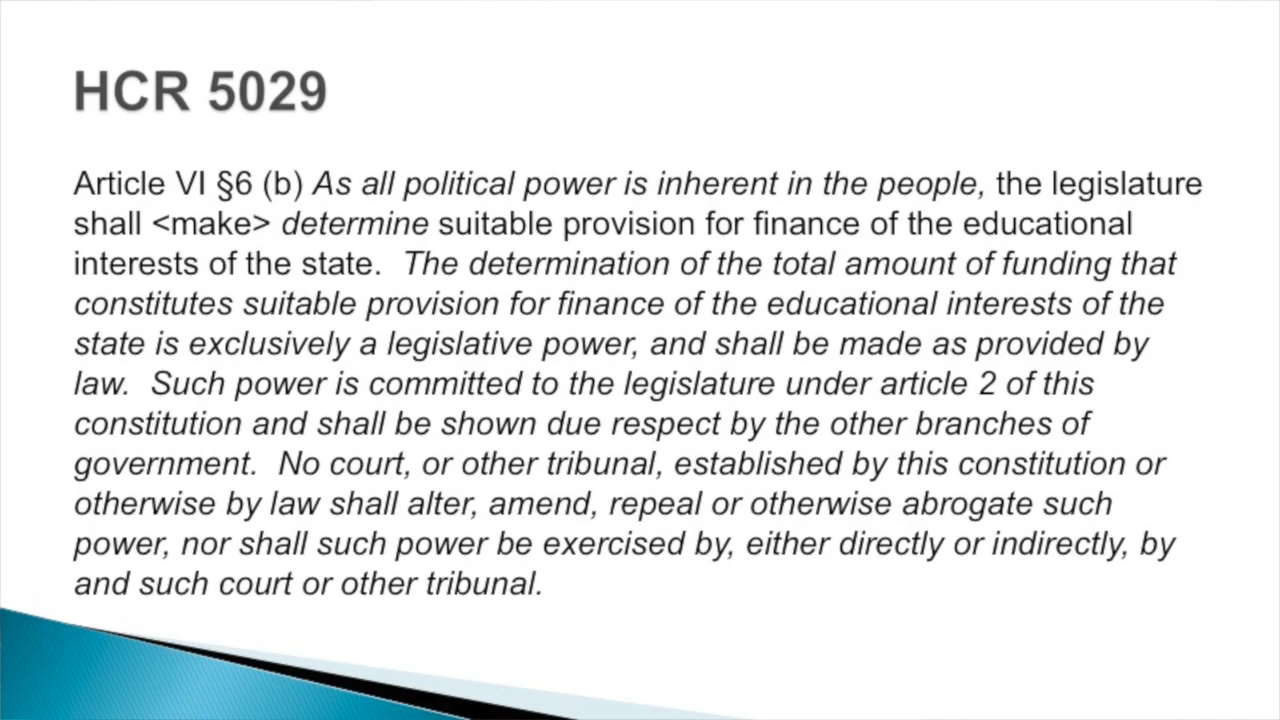 HCR 5029
Article VI §6 (b) As all political power is inherent in the people, the legislature
shall <make> determine suitable provision for finance of the educational
interests of the state. The determination of the total amount of funding that
constitutes suitable provision for finance of the educational interests of the
state is exclusively a legislative power, and shall be made as provided by
law. Such power is committed to the legislature under article 2 of this
constitution and shall be shown due respect by the other branches of
government. No court, or other tribunal, established by this constitution or
otherwise by law shall alter, amend, repeal or otherwise abrogate such
power, nor shall such power be exercised by, either directly or indirectly, by
and such court or other tribunal.